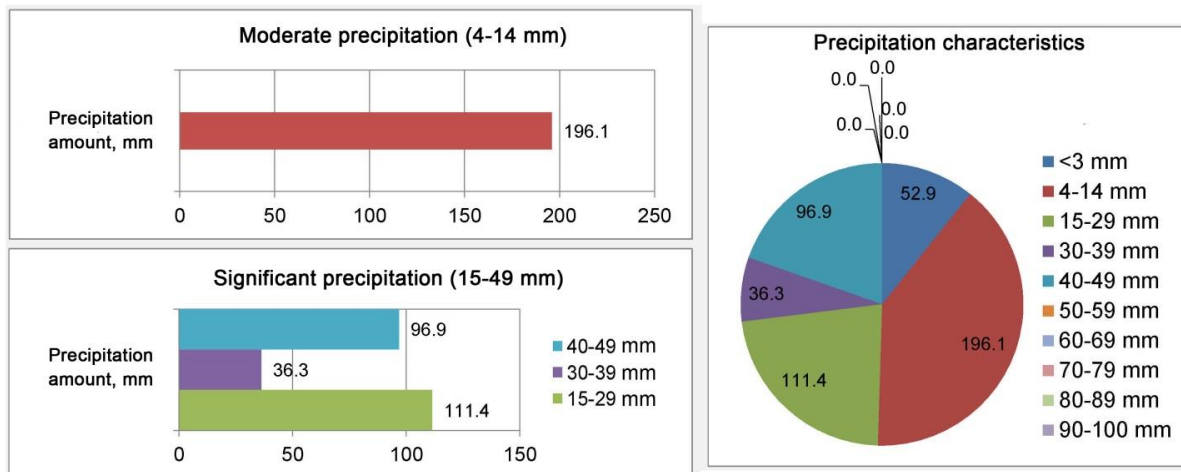 Moderate precipitation (4-14 mm)
Precipitation
amount, mm
196.1
0 50 100 150 200 250
Significant precipitation (15-49 mm)
Precipitation
amount, mm
96.9
36.3
111.4
40-49 mm
30-39 mm
15-29 mm
0 50 100 150
Precipitation characteristics
0.0
0.0
0.0
0.0
0.0
52.9
96.9
36.3
196.1
111.4
<3 mm
4-14 mm
15-29 mm
30-39 mm
40-49 mm
50-59 mm
60-69 mm
70-79 mm
80-89 mm
90-100 mm